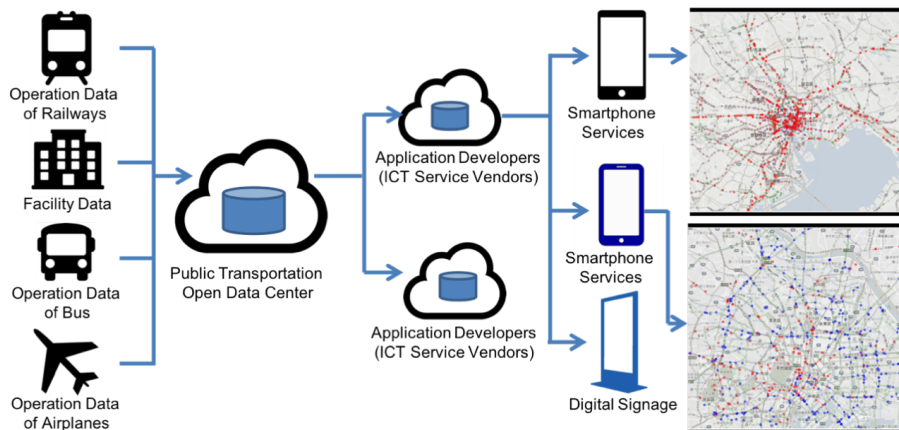 Operation Data
of Railways
Facility Data
Operation Data
of Bus
Operation Data
of Airplanes
Public Transportation
Open Data Center
Application Developers
(ICT Service Vendors)
Application Developers
(ICT Service Vendors)
Smartphone
Services
Smartphone
Services
Digital Signage